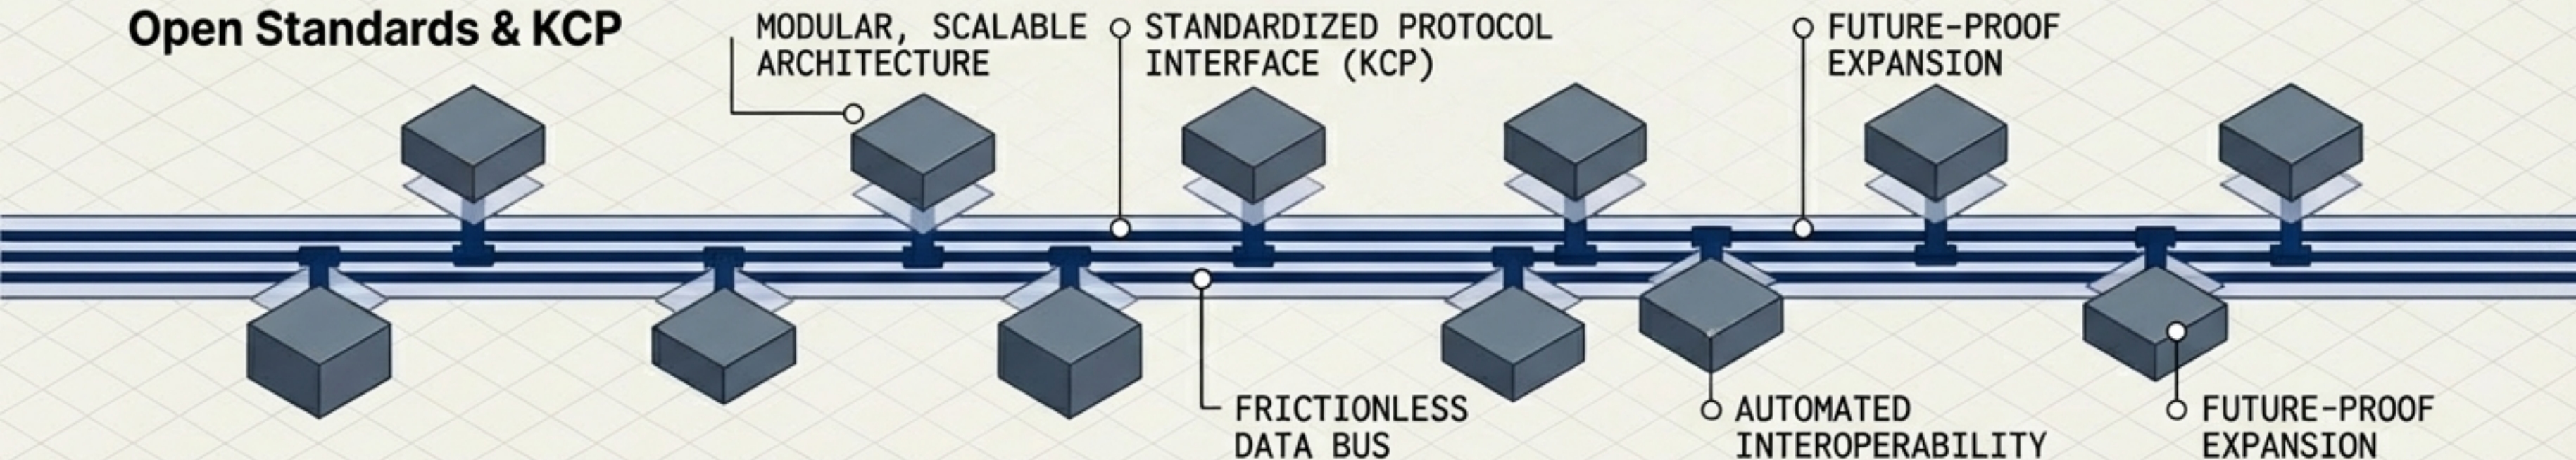 Open Standards & KCP
MODULAR, SCALABLE
ARCHITECTURE
STANDARDIZED PROTOCOL
INTERFACE (KCP)
FUTURE-PROOF
EXPANSION
FRICTIONLESS
DATA BUS
AUTOMATED
INTEROPERABILITY
FUTURE-PROOF
EXPANSION